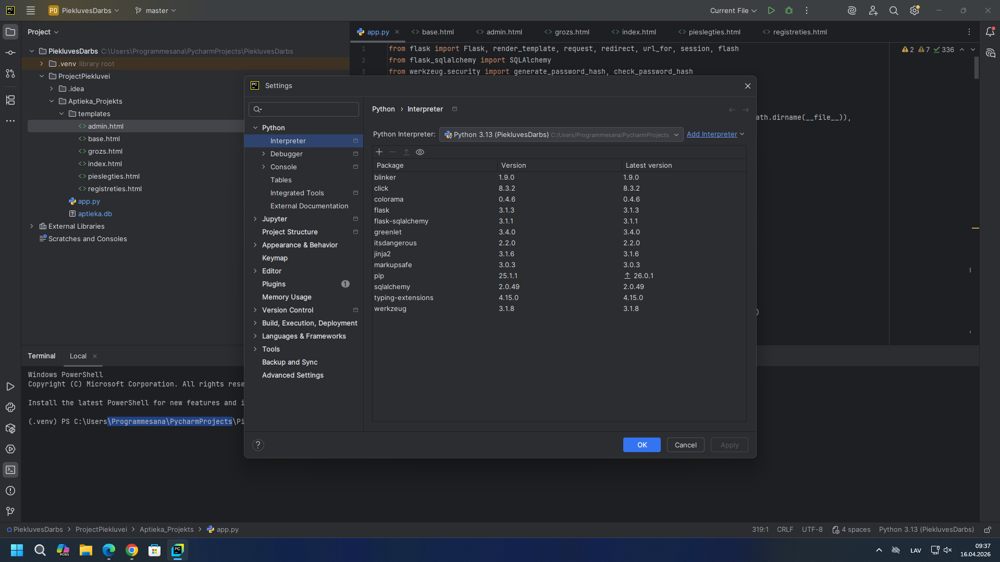 PC
PD PiekluvesDarbs
master
Current File
Project
PiekluvesDarbs C:\Users\Programmesana\PycharmProjects\PiekluvesDarbs
.venv library root
ProjectPiekluvei
.idea
Aptieka_Projekts
templates
admin.html
base.html
grozs.html
index.html
pieslegties.html
registreties.html
app.py
aptieka.db
External Libraries
Scratches and Consoles
app.py
base.html
admin.html
grozs.html
index.html
pieslegties.html
registreties.html
1 from flask import Flask, render_template, request, redirect, url_for, session, flash
2 from flask_sqlalchemy import SQLAlchemy
3 from werkzeug.security import generate_password_hash, check_password_hash
2 7 336
ath.dirname(__file__)),
)
PC Settings
Python
Interpreter
Debugger
Console
Tables
Integrated Tools
External Documentation
Jupyter
Project Structure
Appearance & Behavior
Keymap
Editor
Plugins 1
Memory Usage
Version Control
Build, Execution, Deployment
Languages & Frameworks
Tools
Backup and Sync
Advanced Settings
Python › Interpreter
Python Interpreter: Python 3.13 (PiekluvesDarbs) C:/Users/Programmesana/PycharmProjects Add Interpreter
Package Version Latest version
blinker 1.9.0 1.9.0
click 8.3.2 8.3.2
colorama 0.4.6 0.4.6
flask 3.1.3 3.1.3
flask-sqlalchemy 3.1.1 3.1.1
greenlet 3.4.0 3.4.0
itsdangerous 2.2.0 2.2.0
jinja2 3.1.6 3.1.6
markupsafe 3.0.3 3.0.3
pip 25.1.1 26.0.1
sqlalchemy 2.0.49 2.0.49
typing-extensions 4.15.0 4.15.0
werkzeug 3.1.8 3.1.8
?
OK Cancel Apply
Terminal Local
Windows PowerShell
Copyright (C) Microsoft Corporation. All rights rese
Install the latest PowerShell for new features and i
(.venv) PS C:\Users\Programmesana\PycharmProjects\Pi
PiekluvesDarbs > ProjectPiekluvei > Aptieka_Projekts > app.py
319:1 CRLF UTF-8 4 spaces Python 3.13 (PiekluvesDarbs)
M365
PC
LAV
09:37
16.04.2026